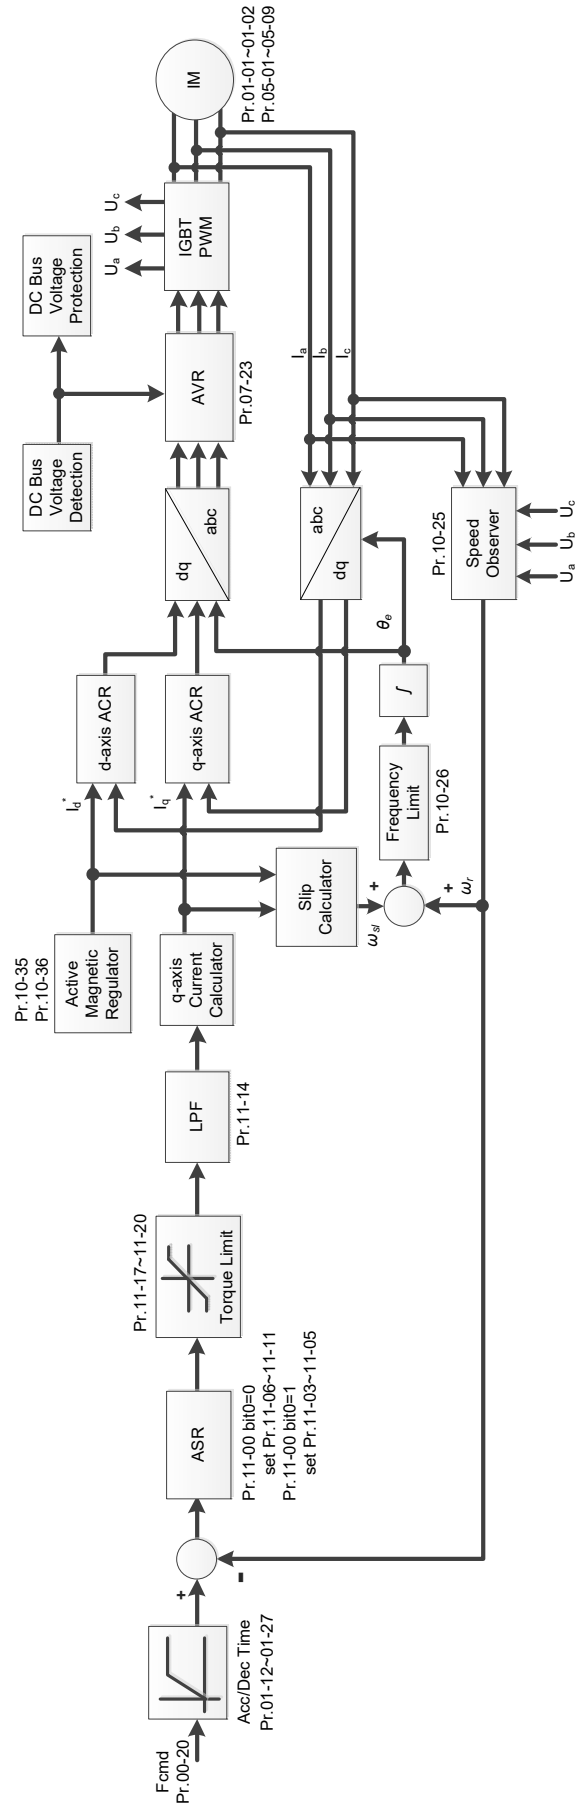 Fcmd
Pr.00-20
Acc/Dec Time
Pr.01-12~01-27
+
-
ASR
Pr.11-00 bit0=0
set Pr.11-06~11-11
Pr.11-00 bit0=1
set Pr.11-03~11-05
Pr.11-17~11-20
Torque Limit
LPF
Pr.11-14
Pr.10-35
Pr.10-36
Active
Magnetic
Regulator
q-axis
Current
Calculator
Slip
Calculator
ωsl
+
+
ωr
Id*
Iq*
d-axis ACR
q-axis ACR
Frequency
Limit
Pr.10-26
∫
θe
dq
abc
abc
dq
DC Bus
Voltage
Detection
DC Bus
Voltage
Protection
AVR
Pr.07-23
Ua
Ub
Uc
IGBT
PWM
Ia
Ib
Ic
Pr.10-25
Speed
Observer
Ua
Ub
Uc
IM
Pr.01-01~01-02
Pr.05-01~05-09